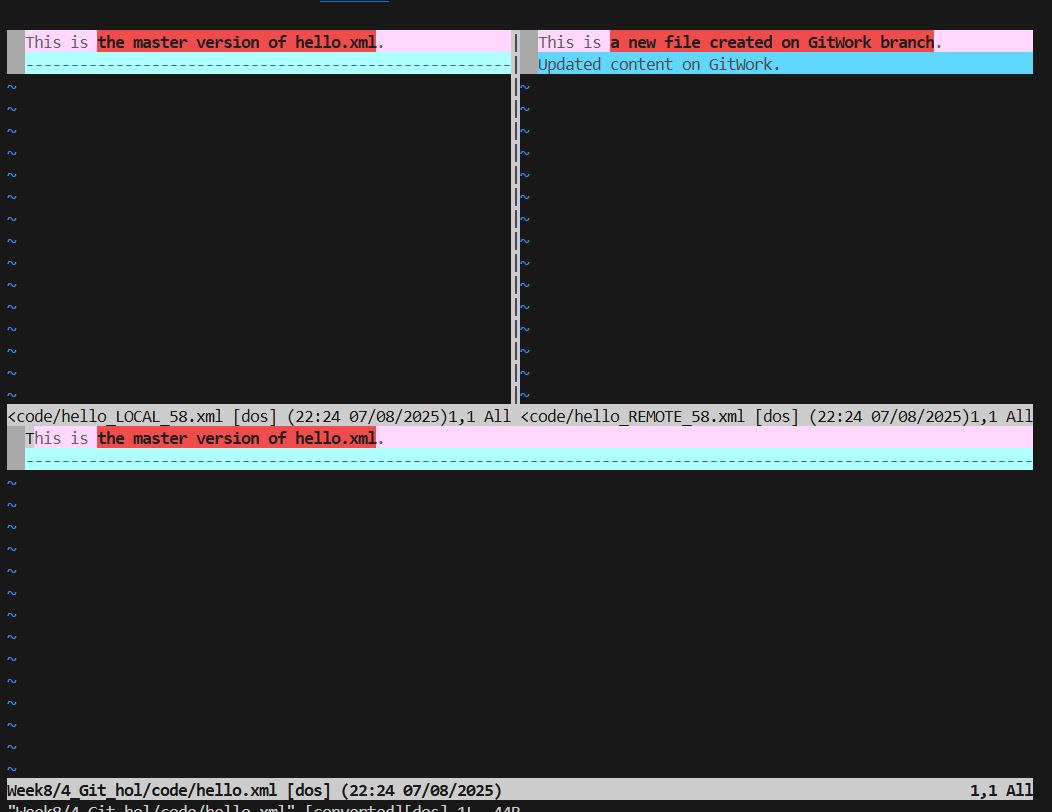 This is the master version of hello.xml.
This is a new file created on GitWork branch.
Updated content on GitWork.
<code/hello_LOCAL_58.xml [dos] (22:24 07/08/2025)1,1 All
<code/hello_REMOTE_58.xml [dos] (22:24 07/08/2025)1,1 All
This is the master version of hello.xml.
Week8/4_Git_hol/code/hello.xml [dos] (22:24 07/08/2025) 1,1 All
"Week8/4_Git_hol/code/hello.xml" [converted][dos] 1L, 44B